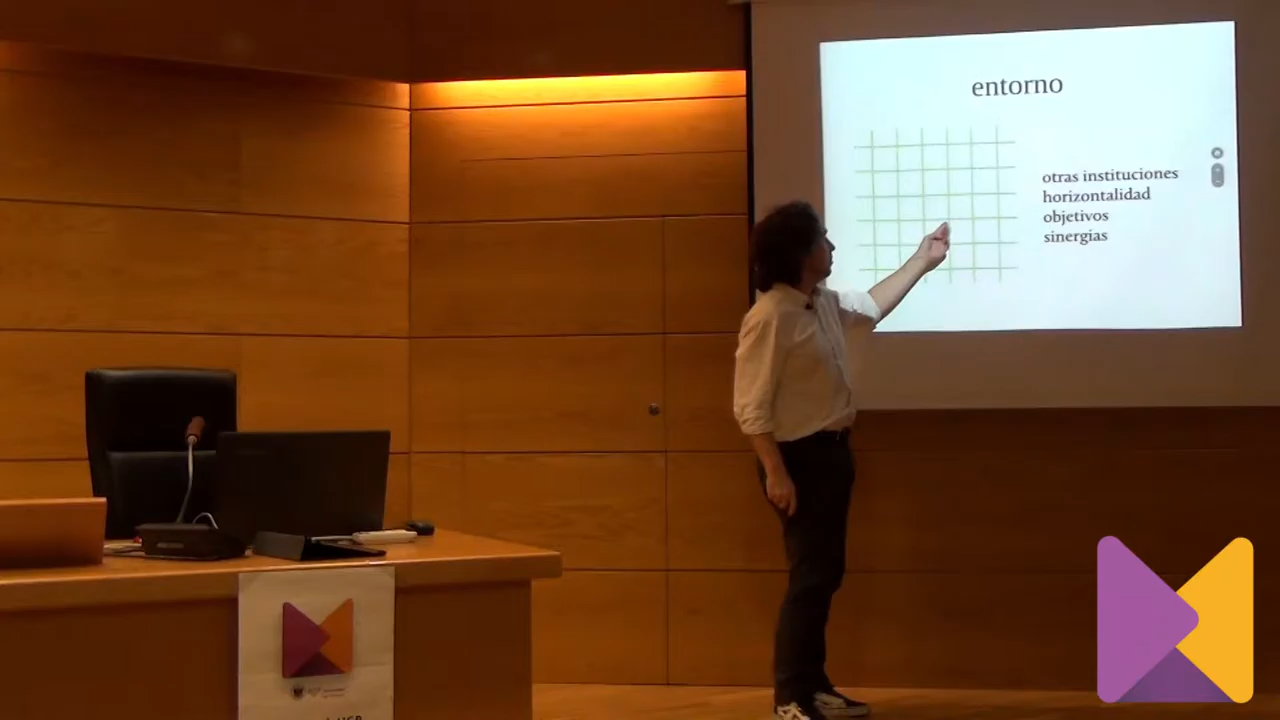 entorno
otras instituciones
horizontalidad
objetivos
sinergias